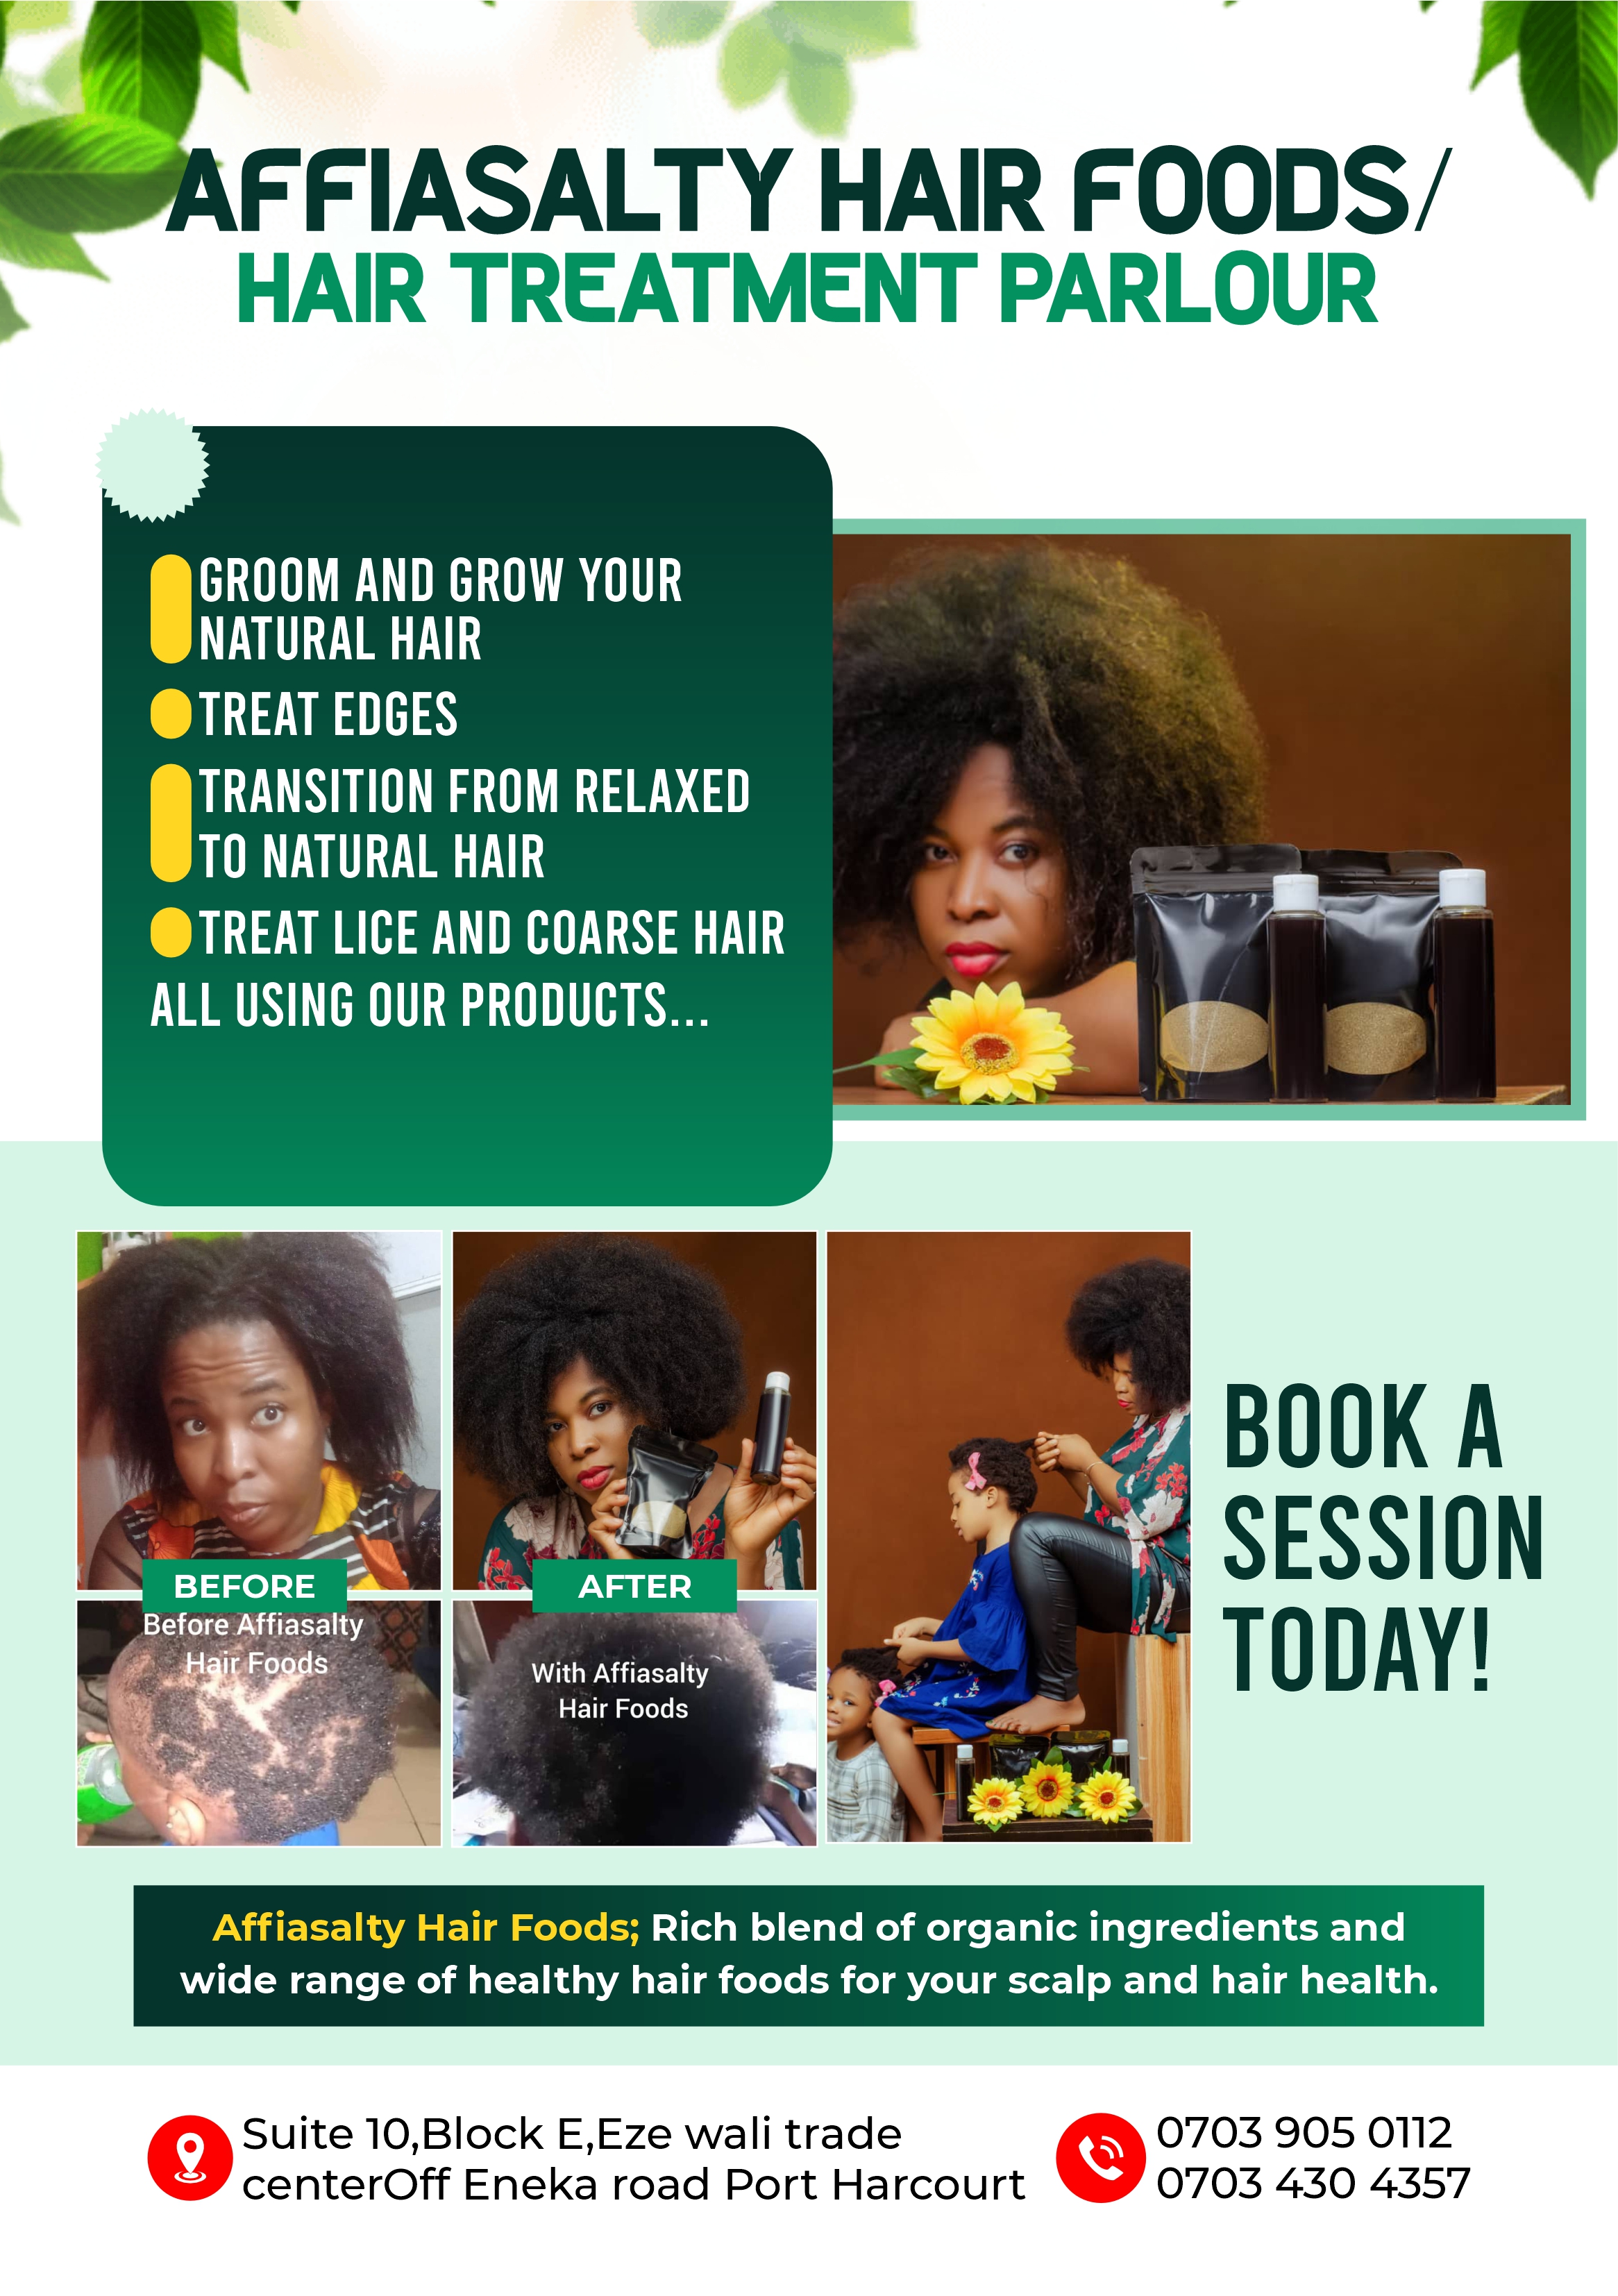 AFFIASALTY HAIR FOODS/
HAIR TREATMENT PARLOUR
GROOM AND GROW YOUR
NATURAL HAIR
TREAT EDGES
TRANSITION FROM RELAXED
TO NATURAL HAIR
TREAT LICE AND COARSE HAIR
ALL USING OUR PRODUCTS...
BEFORE
Before Affiasalty
Hair Foods
AFTER
With Affiasalty
Hair Foods
BOOK A
SESSION
TODAY!
Affiasalty Hair Foods; Rich blend of organic ingredients and
wide range of healthy hair foods for your scalp and hair health.
Suite 10,Block E,Eze wali trade
centerOff Eneka road Port Harcourt
0703 905 0112
0703 430 4357